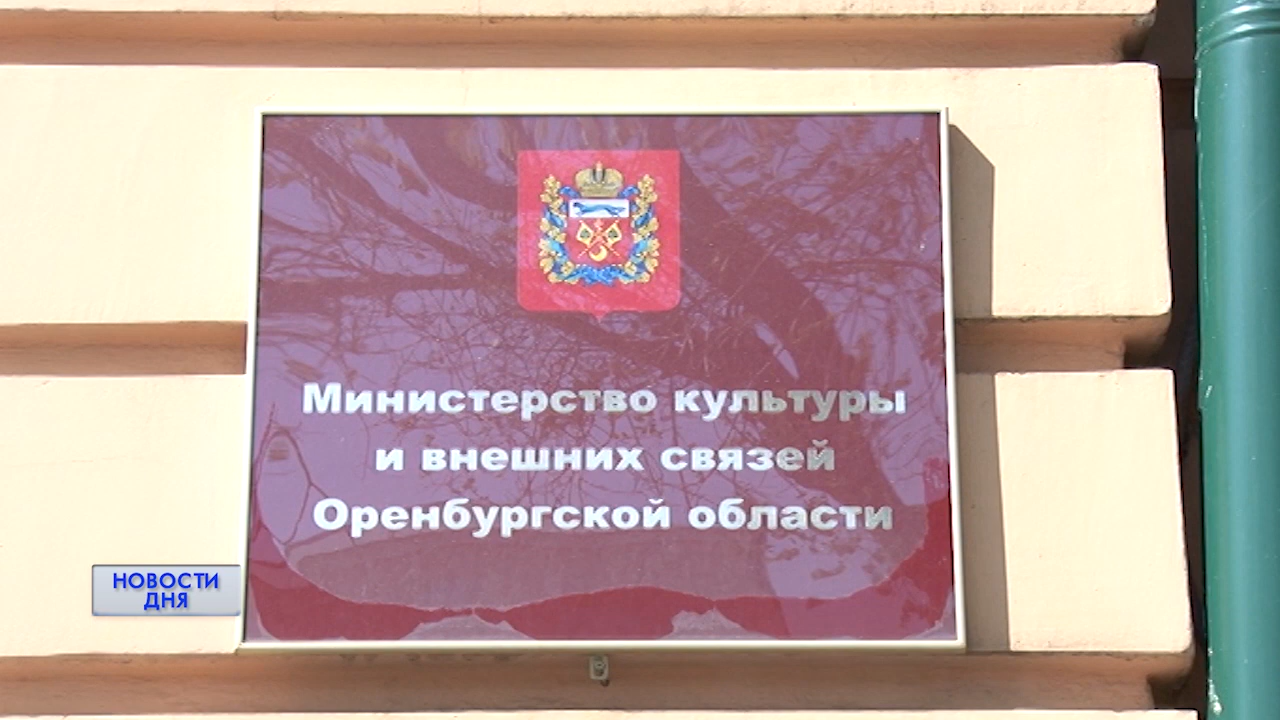 Министерство культуры
и внешних связей
Оренбургской области
НОВОСТИ
ДНЯ